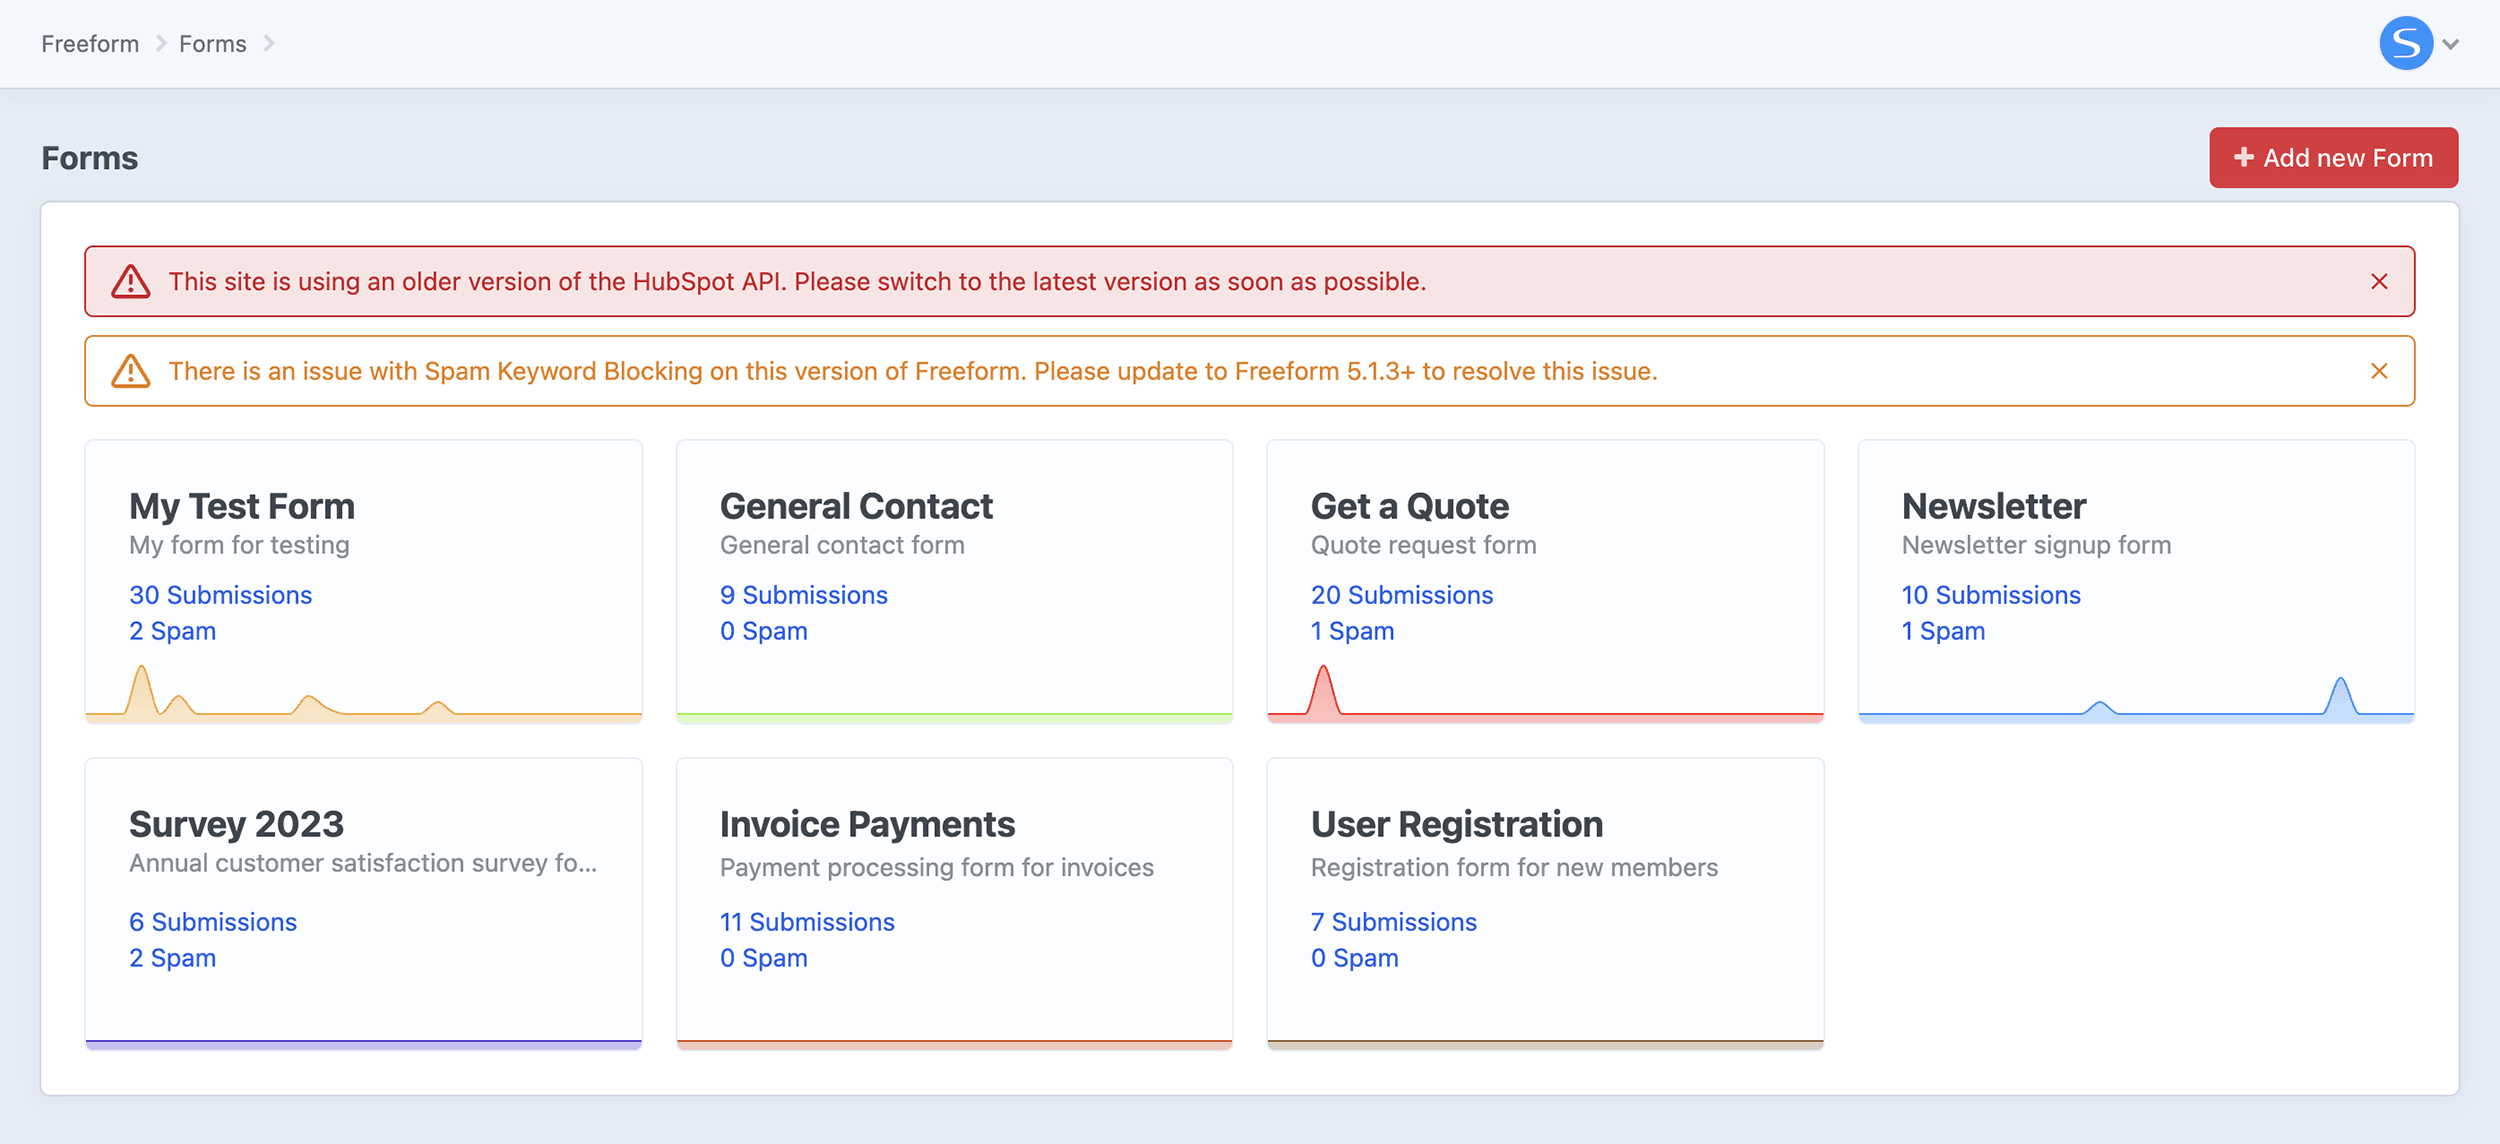 Freeform > Forms >
S
Forms
+ Add new Form
This site is using an older version of the HubSpot API. Please switch to the latest version as soon as possible.
There is an issue with Spam Keyword Blocking on this version of Freeform. Please update to Freeform 5.1.3+ to resolve this issue.
My Test Form
My form for testing
30 Submissions
2 Spam
General Contact
General contact form
9 Submissions
0 Spam
Get a Quote
Quote request form
20 Submissions
1 Spam
Newsletter
Newsletter signup form
10 Submissions
1 Spam
Survey 2023
Annual customer satisfaction survey fo...
6 Submissions
2 Spam
Invoice Payments
Payment processing form for invoices
11 Submissions
0 Spam
User Registration
Registration form for new members
7 Submissions
0 Spam